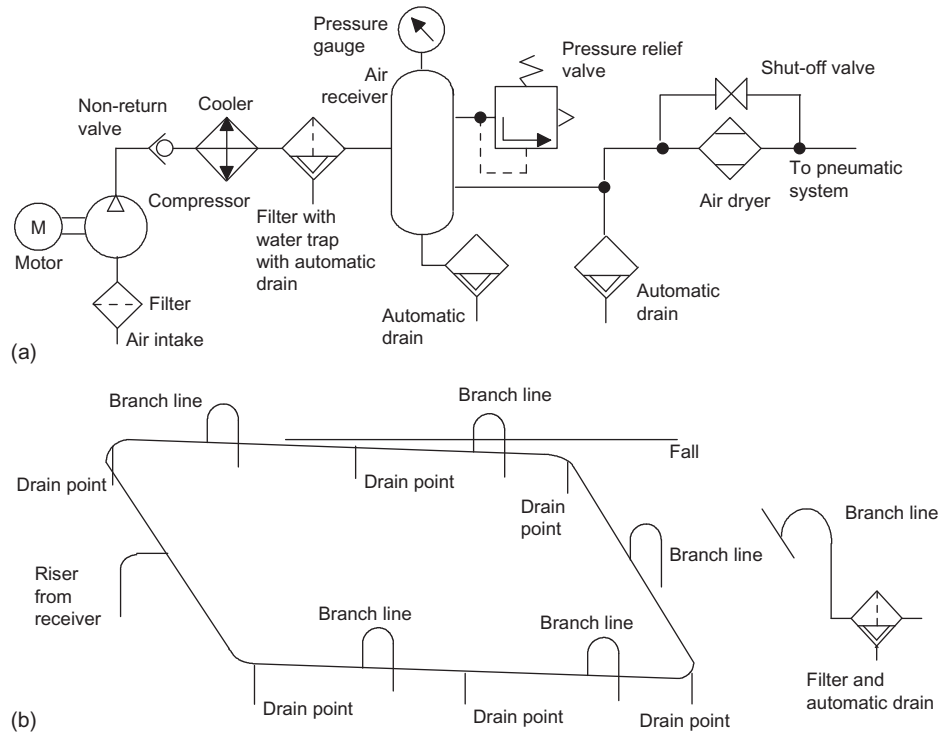 Pressure
gauge
Air
receiver
Pressure relief
valve
Shut-off valve
Non-return
valve
Cooler
Compressor
M
Motor
Filter with
water trap
with automatic
drain
Air dryer
To pneumatic
system
Filter
Air intake
Automatic
drain
Automatic
drain
(a)
Branch line
Branch line
Fall
Drain point
Drain point
Drain
point
Branch line
Branch line
Riser
from
receiver
Branch line
Branch line
Drain point
Drain point
Drain point
Filter and
automatic drain
(b)